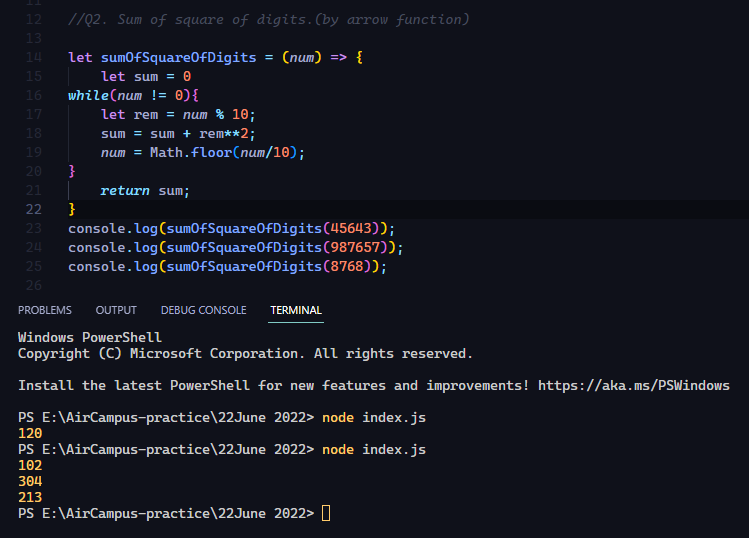 11
12 //Q2. Sum of square of digits.(by arrow function)
13
14 let sumOfSquareOfDigits = (num) => {
15     let sum = 0
16 while(num != 0){
17     let rem = num % 10;
18     sum = sum + rem**2;
19     num = Math.floor(num/10);
20 }
21     return sum;
22 }
23 console.log(sumOfSquareOfDigits(45643));
24 console.log(sumOfSquareOfDigits(987657));
25 console.log(sumOfSquareOfDigits(8768));
26
PROBLEMS OUTPUT DEBUG CONSOLE TERMINAL
Windows PowerShell
Copyright (C) Microsoft Corporation. All rights reserved.
Install the latest PowerShell for new features and improvements! https://aka.ms/PSWindows
PS E:\AirCampus-practice\22June 2022> node index.js
120
PS E:\AirCampus-practice\22June 2022> node index.js
102
304
213
PS E:\AirCampus-practice\22June 2022>